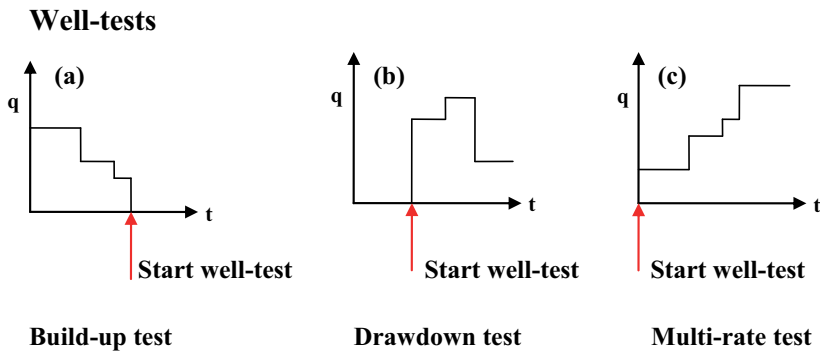 Well-tests
(a) (b) (c)
q q q
t t t
Start well-test Start well-test Start well-test
Build-up test Drawdown test Multi-rate test